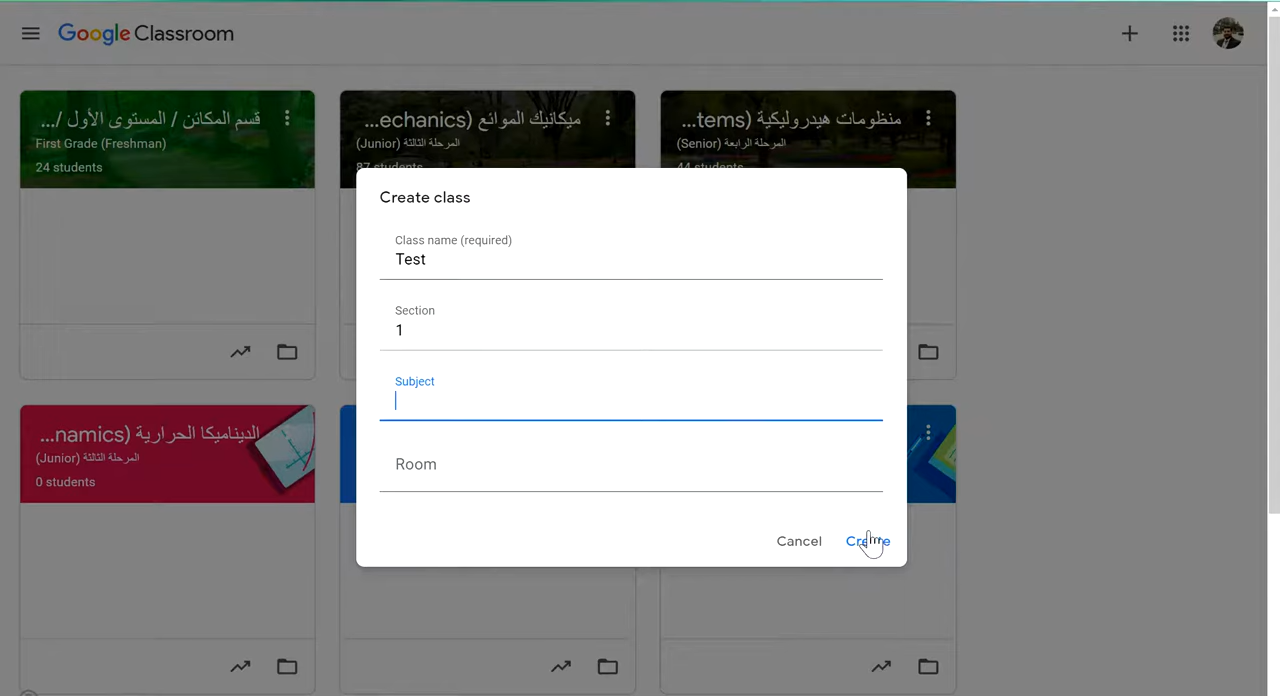 Google Classroom
قسم المكائن / المستوى الأول /...
First Grade (Freshman)
24 students
ميكانيك الموائع (echanics...
(Junior) المرحلة الثالثة
87 students
منظومات هيدروليكية (tems...
(Senior) المرحلة الرابعة
44 students
Create class
Class name (required)
Test
Section
1
Subject
Room
Cancel
Create
الديناميكا الحرارية (namics...
(Junior) المرحلة الثالثة
0 students